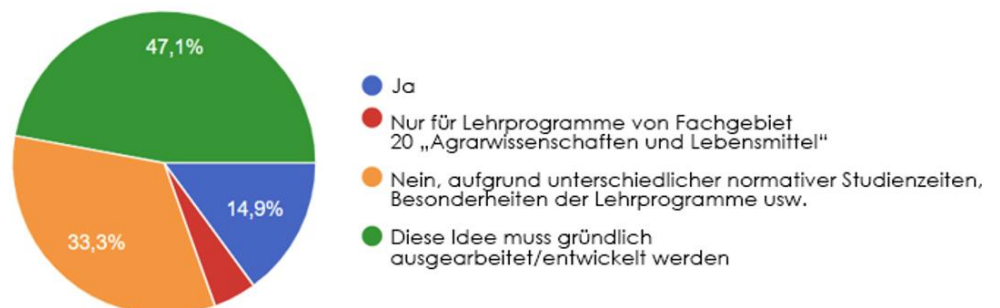 47,1%
14,9%
33,3%
Ja
Nur für Lehrprogramme von Fachgebiet
20 „Agrarwissenschaften und Lebensmittel“
Nein, aufgrund unterschiedlicher normativer Studienzeiten,
Besonderheiten der Lehrprogramme usw.
Diese Idee muss gründlich
ausgearbeitet/entwickelt werden